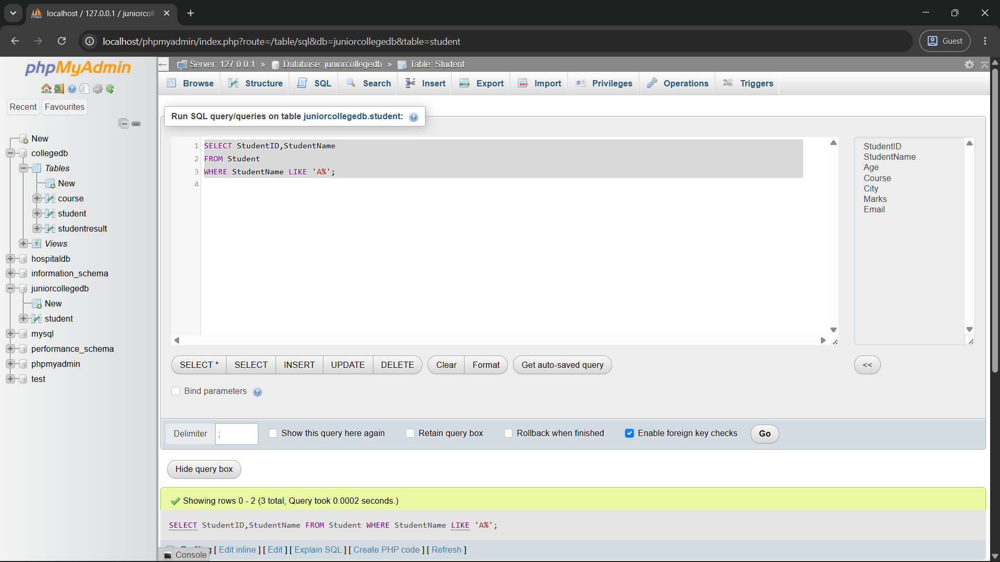 localhost / 127.0.0.1 / juniorcoll
localhost/phpmyadmin/index.php?route=/table/sql&db=juniorcollegedb&table=student
Guest
phpMyAdmin
Recent
Favourites
New
collegedb
Tables
New
course
student
studentresult
Views
hospitaldb
information_schema
juniorcollegedb
New
student
mysql
performance_schema
phpmyadmin
test
Server: 127.0.0.1 » Database: juniorcollegedb » Table: Student
Browse Structure SQL Search Insert Export Import Privileges Operations Triggers
Run SQL query/queries on table juniorcollegedb.student:
1 SELECT StudentID,StudentName
2 FROM Student
3 WHERE StudentName LIKE 'A%';
4
StudentID
StudentName
Age
Course
City
Marks
Email
SELECT * SELECT INSERT UPDATE DELETE Clear Format Get auto-saved query <<
Bind parameters
Delimiter ; Show this query here again Retain query box Rollback when finished Enable foreign key checks Go
Hide query box
Showing rows 0 - 2 (3 total, Query took 0.0002 seconds.)
SELECT StudentID,StudentName FROM Student WHERE StudentName LIKE 'A%';
[ Edit inline ] [ Edit ] [ Explain SQL ] [ Create PHP code ] [ Refresh ]
Console